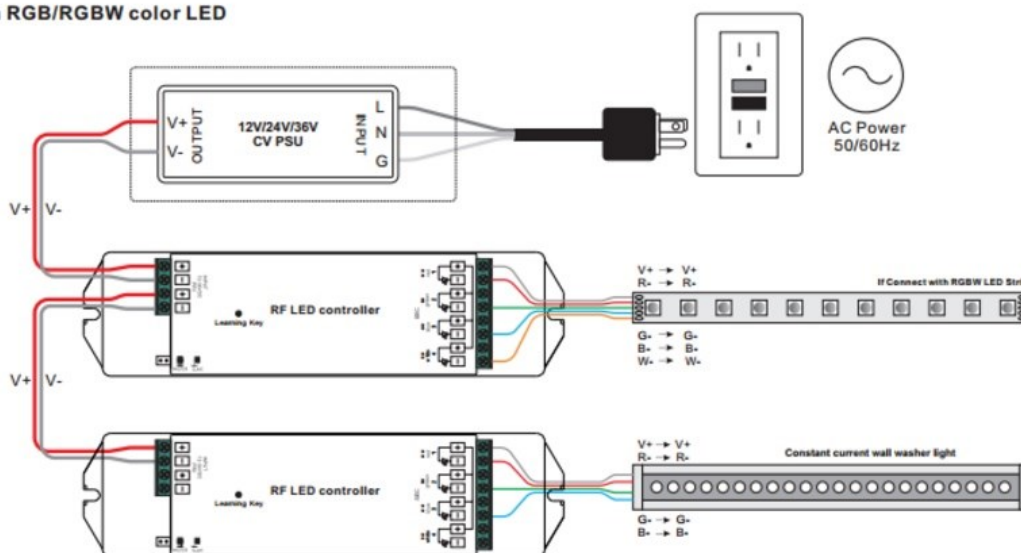 RGB/RGBW color LED
12V/24V/36V
CV PSU
OUTPUT
V+
V-
INPUT
L
N
G
AC Power
50/60Hz
V+
V-
RF LED controller
Learning Key
V+ → V+
R- → R-
If Connect with RGBW LED Stri
G- → G-
B- → B-
W- → W-
V+
V-
RF LED controller
Learning Key
V+ → V+
R- → R-
Constant current wall washer light
G- → G-
B- → B-